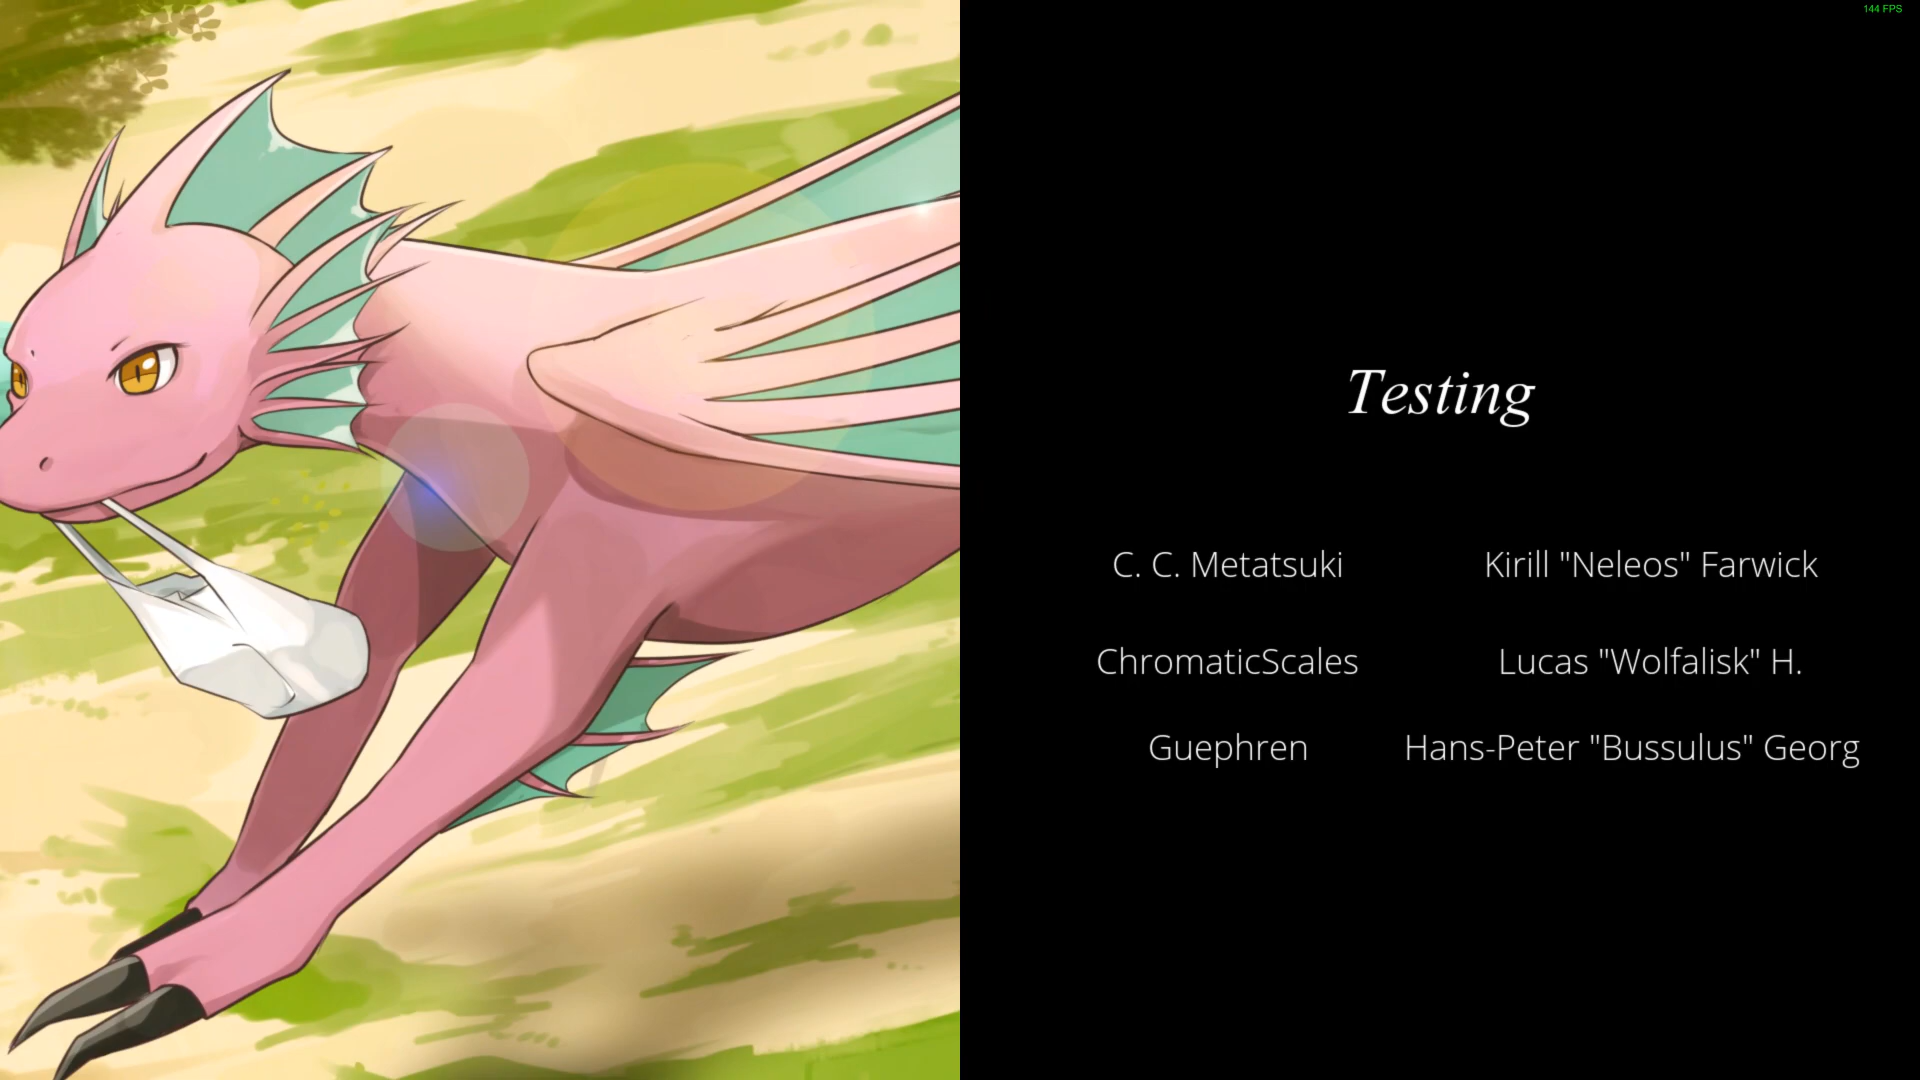 144 FPS
Testing
C. C. Metatsuki Kirill "Neleos" Farwick
ChromaticScales Lucas "Wolfalisk" H.
Guephren Hans-Peter "Bussulus" Georg